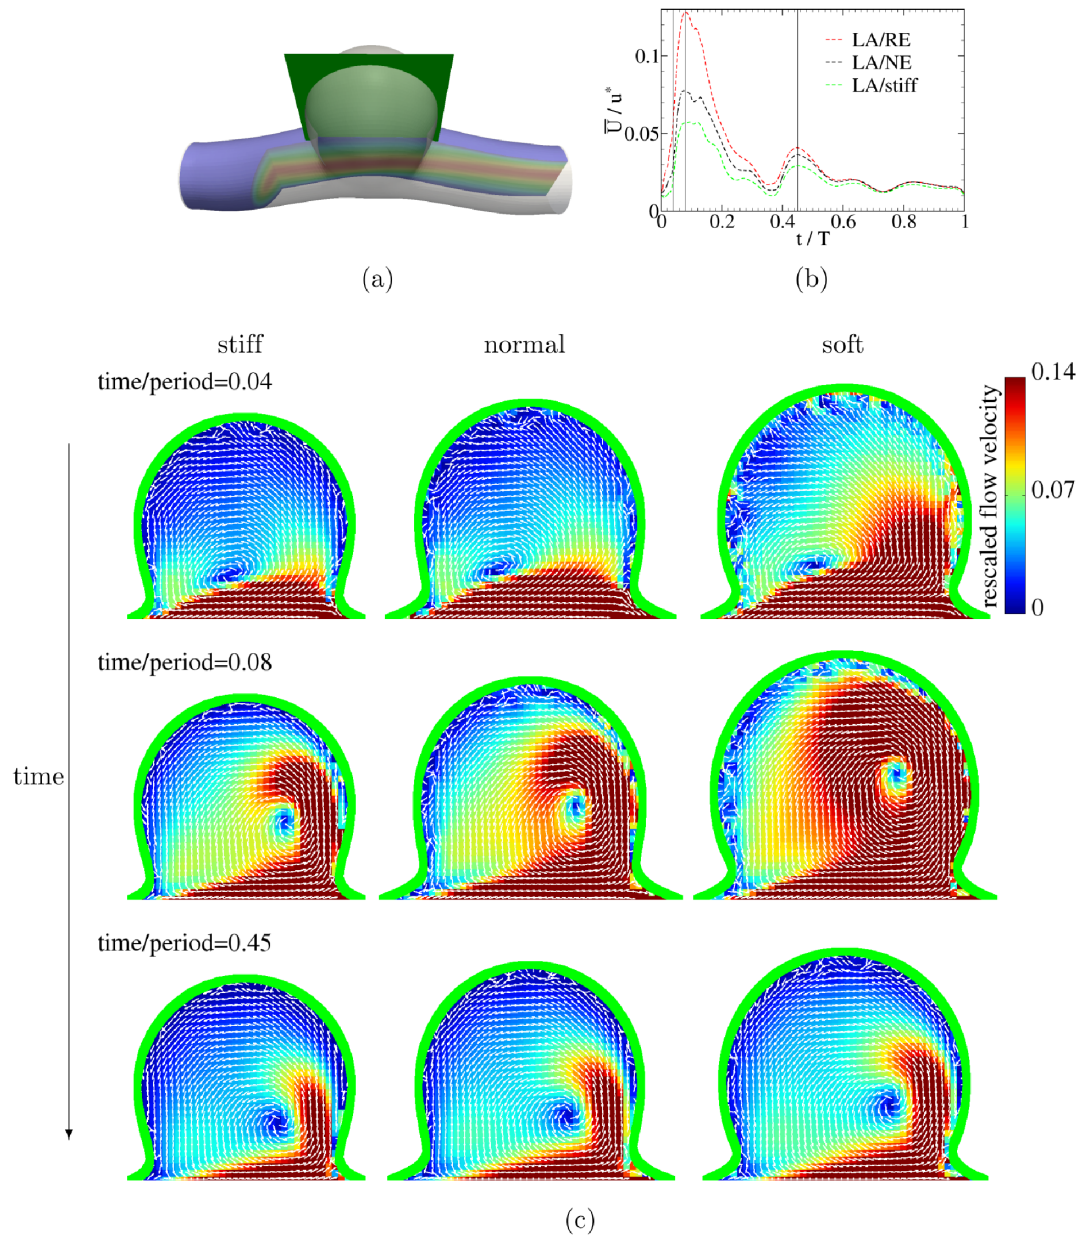 (a)
0.1
0.05
0
U / u*
LA/RE
LA/NE
LA/stiff
0 0.2 0.4 0.6 0.8 1
t / T
(b)
stiff normal soft
time/period=0.04
0.14
0.07
0
rescaled flow velocity
time/period=0.08
time
time/period=0.45
(c)